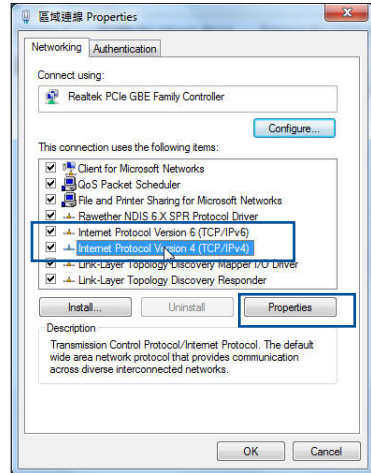 區域連線 Properties
Networking Authentication
Connect using:
Realtek PCIe GBE Family Controller
Configure...
This connection uses the following items:
Client for Microsoft Networks
QoS Packet Scheduler
File and Printer Sharing for Microsoft Networks
Rawether NDIS 6.X SPR Protocol Driver
Internet Protocol Version 6 (TCP/IPv6)
Internet Protocol Version 4 (TCP/IPv4)
Link-Layer Topology Discovery Mapper I/O Driver
Link-Layer Topology Discovery Responder
Install... Uninstall Properties
Description
Transmission Control Protocol/Internet Protocol. The default
wide area network protocol that provides communication
across diverse interconnected networks.
OK Cancel